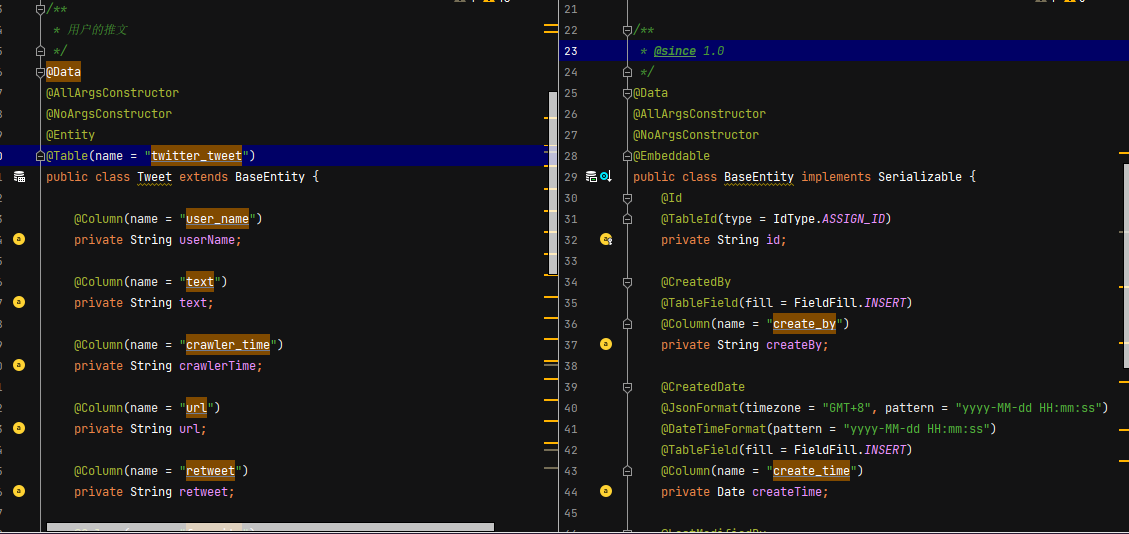 /**
* 用户的推文
*/
@Data
@AllArgsConstructor
@NoArgsConstructor
@Entity
@Table(name = "twitter_tweet")
public class Tweet extends BaseEntity {
@Column(name = "user_name")
private String userName;
@Column(name = "text")
private String text;
@Column(name = "crawler_time")
private String crawlerTime;
@Column(name = "url")
private String url;
@Column(name = "retweet")
private String retweet;
21
22 /**
23 * @since 1.0
24 */
25 @Data
26 @AllArgsConstructor
27 @NoArgsConstructor
28 @Embeddable
29 public class BaseEntity implements Serializable {
30 @Id
31 @TableId(type = IdType.ASSIGN_ID)
32 private String id;
33
34 @CreatedBy
35 @TableField(fill = FieldFill.INSERT)
36 @Column(name = "create_by")
37 private String createBy;
38
39 @CreatedDate
40 @JsonFormat(timezone = "GMT+8", pattern = "yyyy-MM-dd HH:mm:ss")
41 @DateTimeFormat(pattern = "yyyy-MM-dd HH:mm:ss")
42 @TableField(fill = FieldFill.INSERT)
43 @Column(name = "create_time")
44 private Date createTime;
45